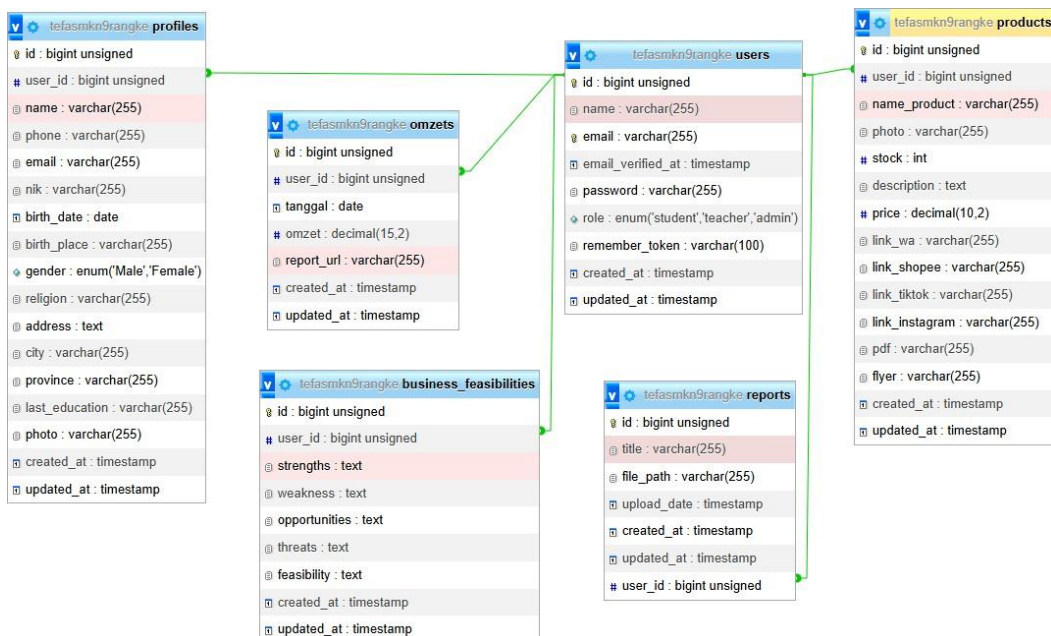 tefasmkn9rangke profiles
id : bigint unsigned
user_id : bigint unsigned
name : varchar(255)
phone : varchar(255)
email : varchar(255)
nik : varchar(255)
birth_date : date
birth_place : varchar(255)
gender : enum('Male','Female')
religion : varchar(255)
address : text
city : varchar(255)
province : varchar(255)
last_education : varchar(255)
photo : varchar(255)
created_at : timestamp
updated_at : timestamp
tefasmkn9rangke omzets
id : bigint unsigned
user_id : bigint unsigned
tanggal : date
omzet : decimal(15,2)
report_url : varchar(255)
created_at : timestamp
updated_at : timestamp
tefasmkn9rangke business_feasibilities
id : bigint unsigned
user_id : bigint unsigned
strengths : text
weakness : text
opportunities : text
threats : text
feasibility : text
created_at : timestamp
updated_at : timestamp
tefasmkn9rangke users
id : bigint unsigned
name : varchar(255)
email : varchar(255)
email_verified_at : timestamp
password : varchar(255)
role : enum('student','teacher','admin')
remember_token : varchar(100)
created_at : timestamp
updated_at : timestamp
tefasmkn9rangke reports
id : bigint unsigned
title : varchar(255)
file_path : varchar(255)
upload_date : timestamp
created_at : timestamp
updated_at : timestamp
user_id : bigint unsigned
tefasmkn9rangke products
id : bigint unsigned
user_id : bigint unsigned
name_product : varchar(255)
photo : varchar(255)
stock : int
description : text
price : decimal(10,2)
link_wa : varchar(255)
link_shopee : varchar(255)
link_tiktok : varchar(255)
link_instagram : varchar(255)
pdf : varchar(255)
flyer : varchar(255)
created_at : timestamp
updated_at : timestamp